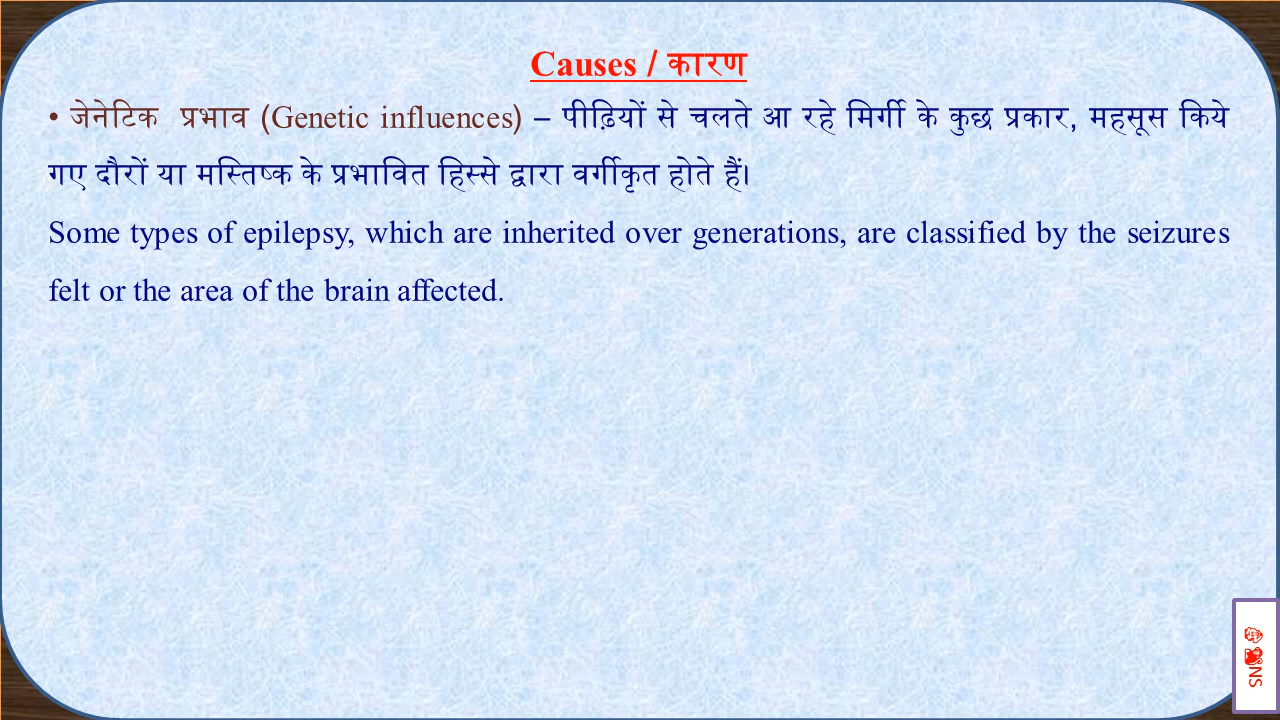 Causes / कारण
• जेनेटिक प्रभाव (Genetic influences) – पीढ़ियों से चलते आ रहे मिर्गी के कुछ प्रकार, महसूस किये
गए दौरों या मस्तिष्क के प्रभावित हिस्से द्वारा वर्गीकृत होते हैं।
Some types of epilepsy, which are inherited over generations, are classified by the seizures
felt or the area of the brain affected.
NS